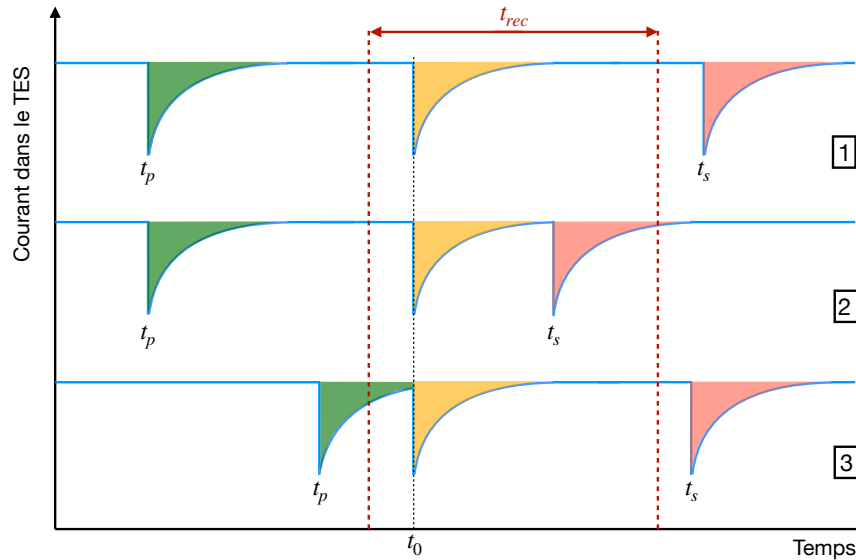 t_rec
Courant dans le TES
t_p
t_s
1
t_p
t_s
2
t_p
t_s
3
t_0
Temps